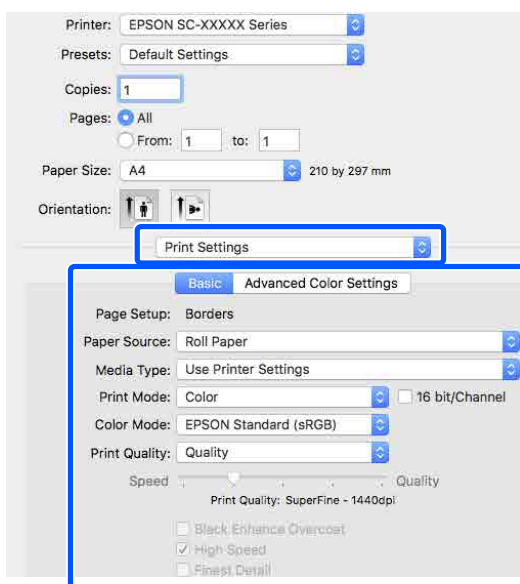 Printer: EPSON SC-XXXXX Series
Presets: Default Settings
Copies: 1
Pages: All
From: 1 to: 1
Paper Size: A4 210 by 297 mm
Orientation:
Print Settings
Basic Advanced Color Settings
Page Setup: Borders
Paper Source: Roll Paper
Media Type: Use Printer Settings
Print Mode: Color 16 bit/Channel
Color Mode: EPSON Standard (sRGB)
Print Quality: Quality
Speed Quality
Print Quality: SuperFine - 1440dpi
Black Enhance Overcoat
High Speed
Finest Detail